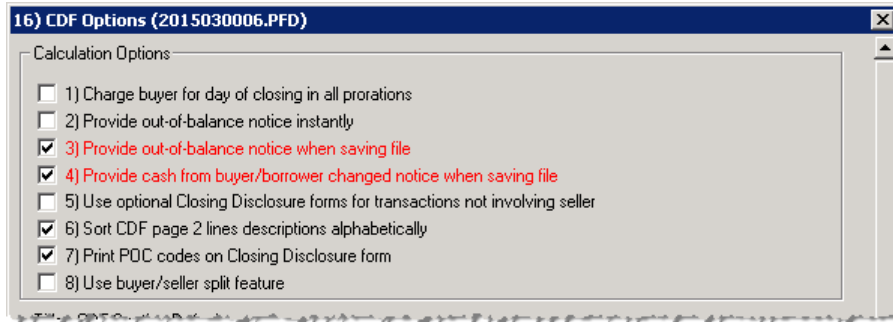 16) CDF Options (2015030006.PFD)
Calculation Options
1) Charge buyer for day of closing in all prorations
2) Provide out-of-balance notice instantly
3) Provide out-of-balance notice when saving file
4) Provide cash from buyer/borrower changed notice when saving file
5) Use optional Closing Disclosure forms for transactions not involving seller
6) Sort CDF page 2 lines descriptions alphabetically
7) Print POC codes on Closing Disclosure form
8) Use buyer/seller split feature